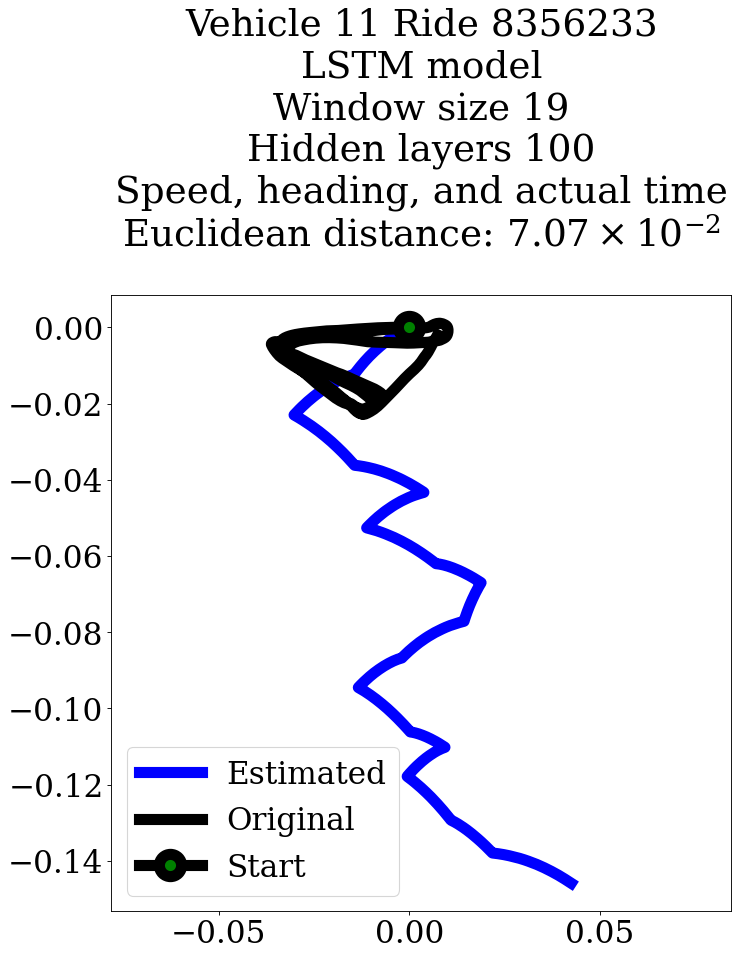 Vehicle 11 Ride 8356233
LSTM model
Window size 19
Hidden layers 100
Speed, heading, and actual time
Euclidean distance: 7.07 × 10⁻²
0.00
−0.02
−0.04
−0.06
−0.08
−0.10
−0.12
−0.14
Estimated
Original
Start
−0.05 0.00 0.05